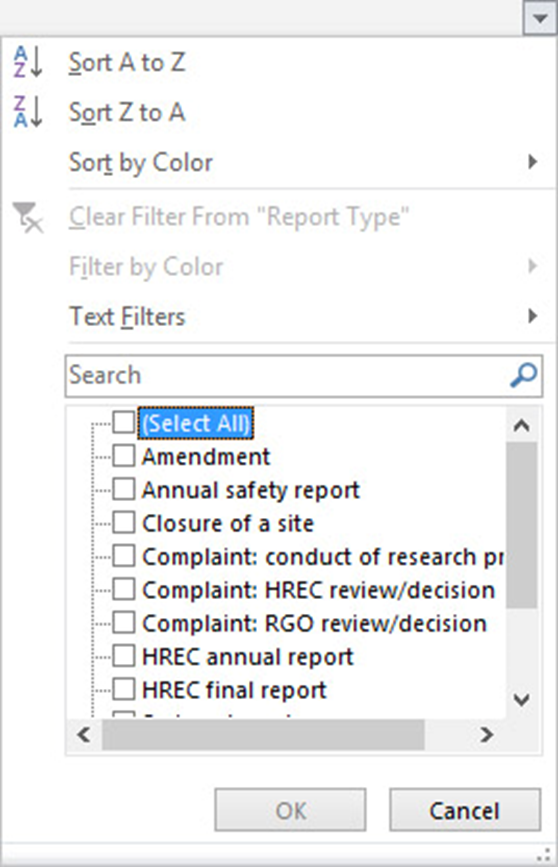 Sort A to Z
Sort Z to A
Sort by Color
Clear Filter From "Report Type"
Filter by Color
Text Filters
Search
(Select All)
Amendment
Annual safety report
Closure of a site
Complaint: conduct of research pr
Complaint: HREC review/decision
Complaint: RGO review/decision
HREC annual report
HREC final report
OK
Cancel